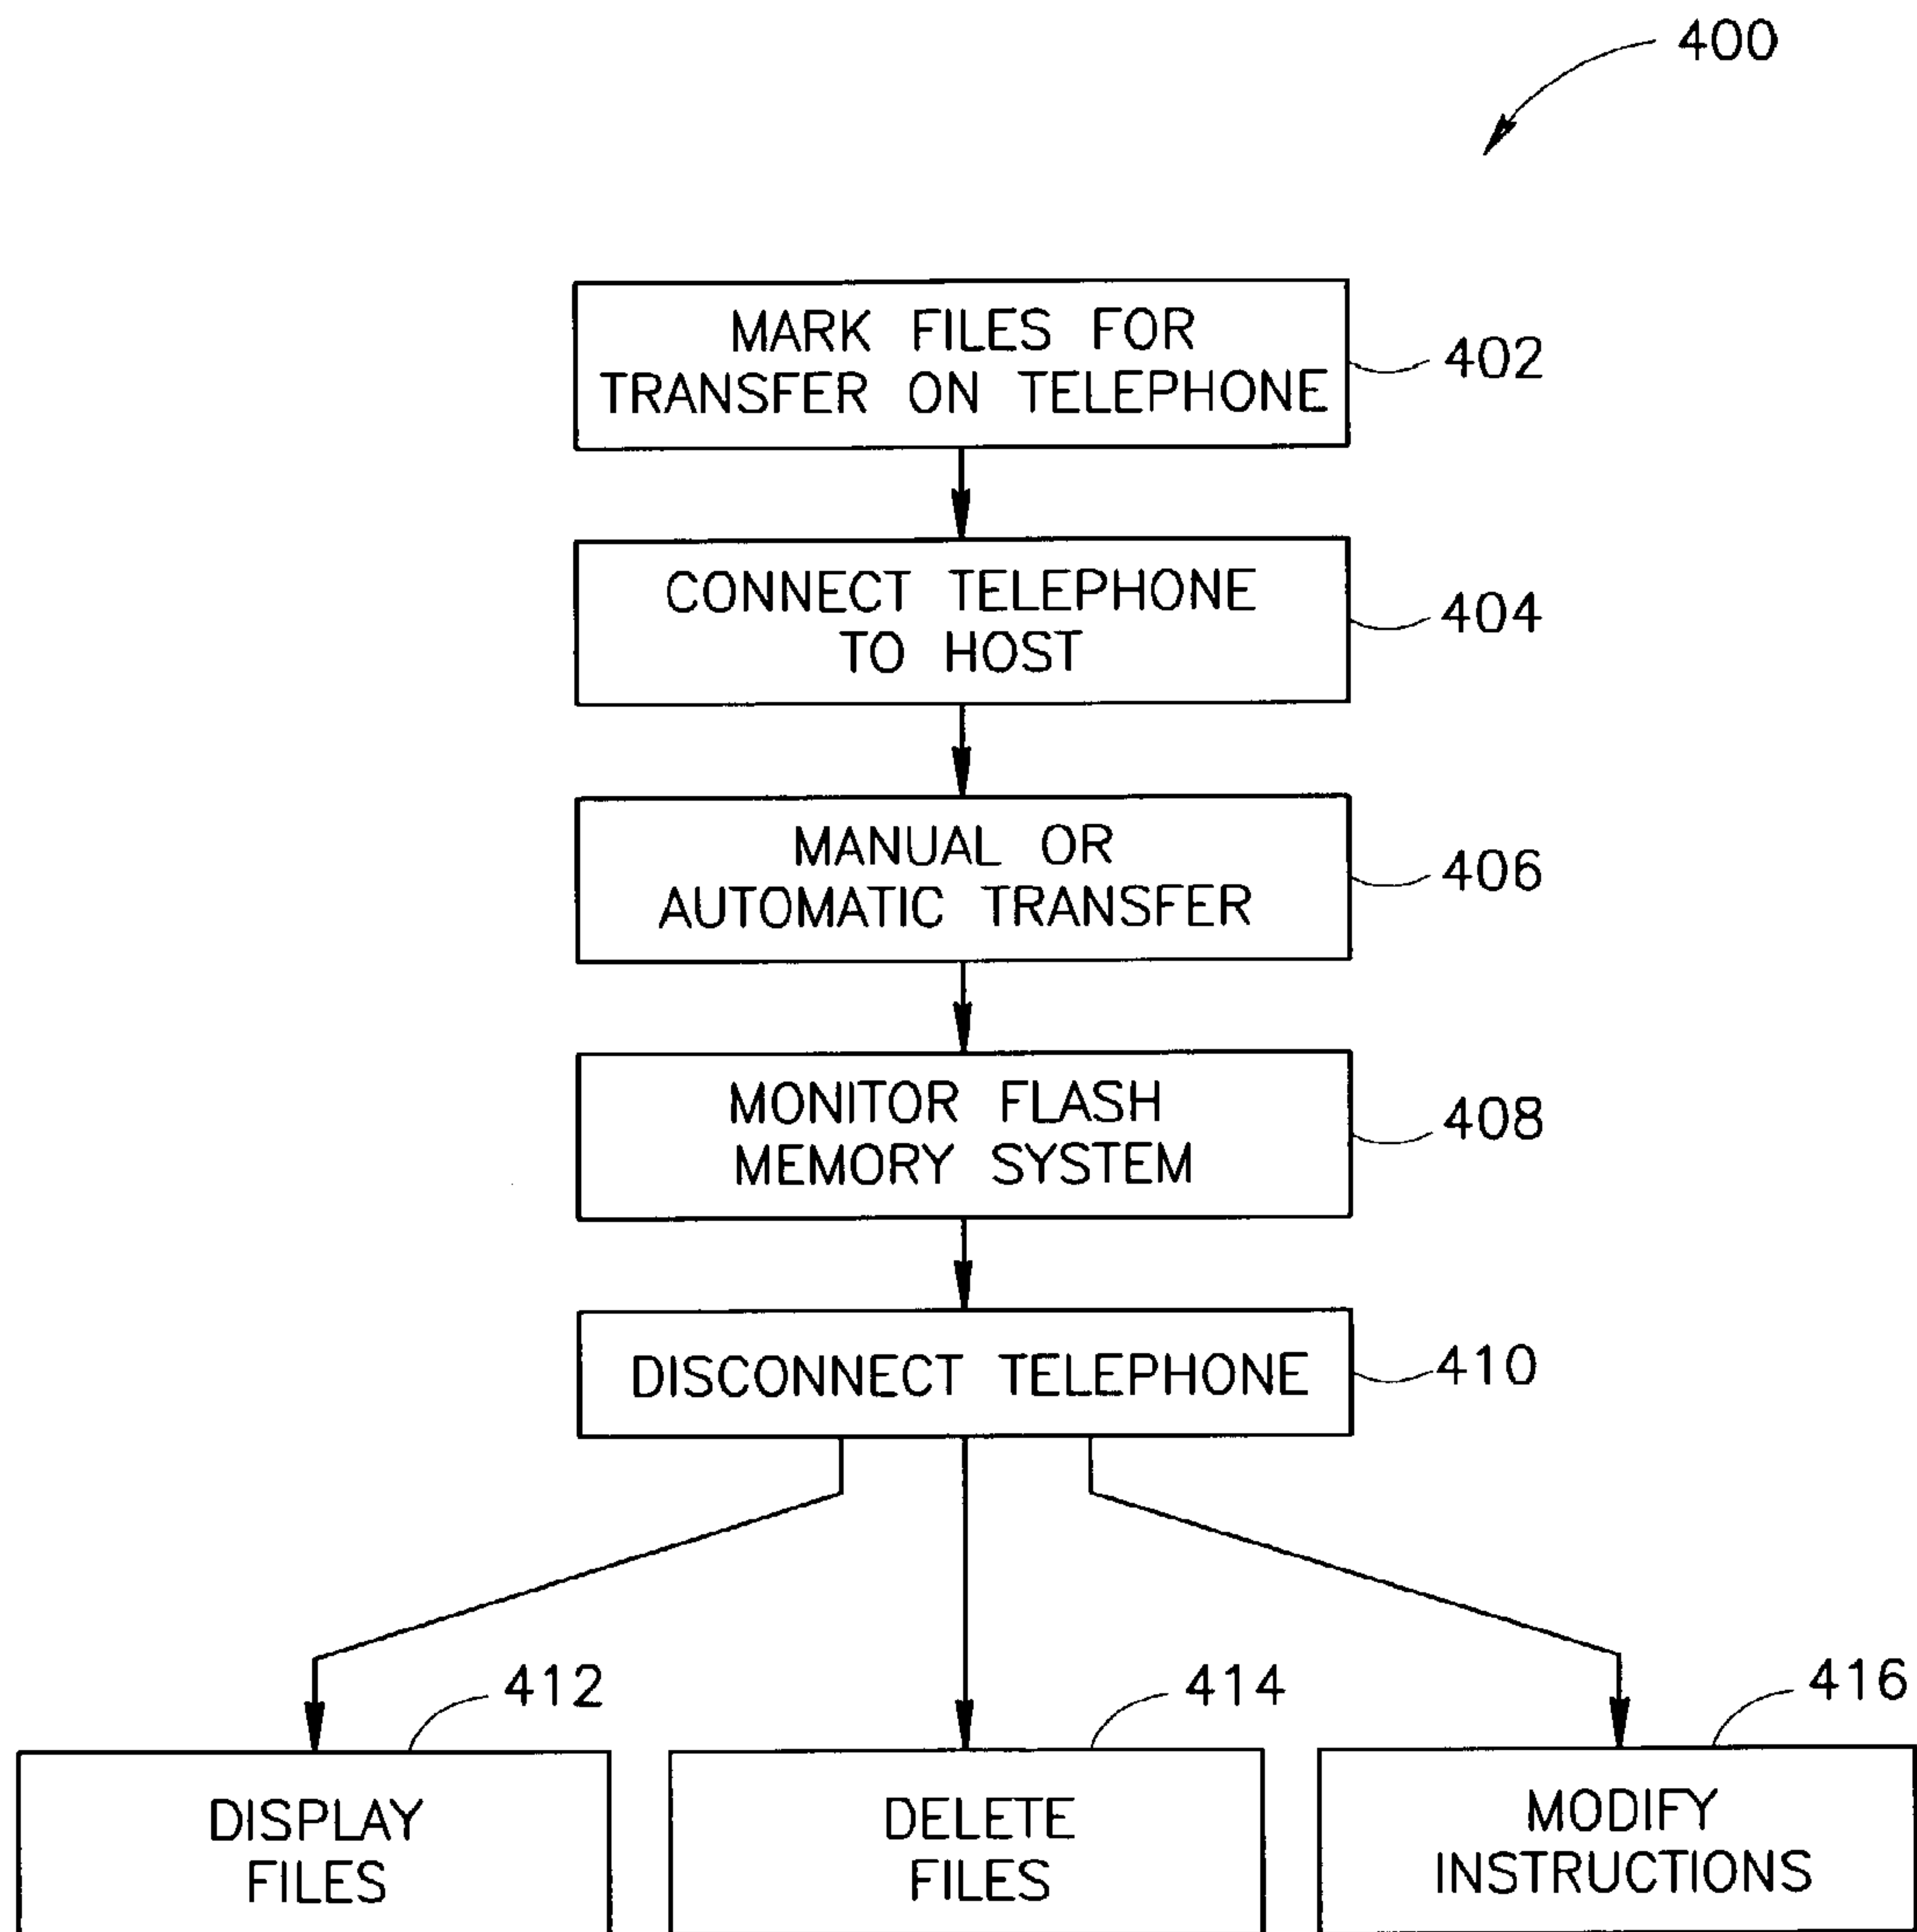 400
MARK FILES FOR
TRANSFER ON TELEPHONE
402
CONNECT TELEPHONE
TO HOST
404
MANUAL OR
AUTOMATIC TRANSFER
406
MONITOR FLASH
MEMORY SYSTEM
408
DISCONNECT TELEPHONE
410
412
DISPLAY
FILES
414
DELETE
FILES
416
MODIFY
INSTRUCTIONS